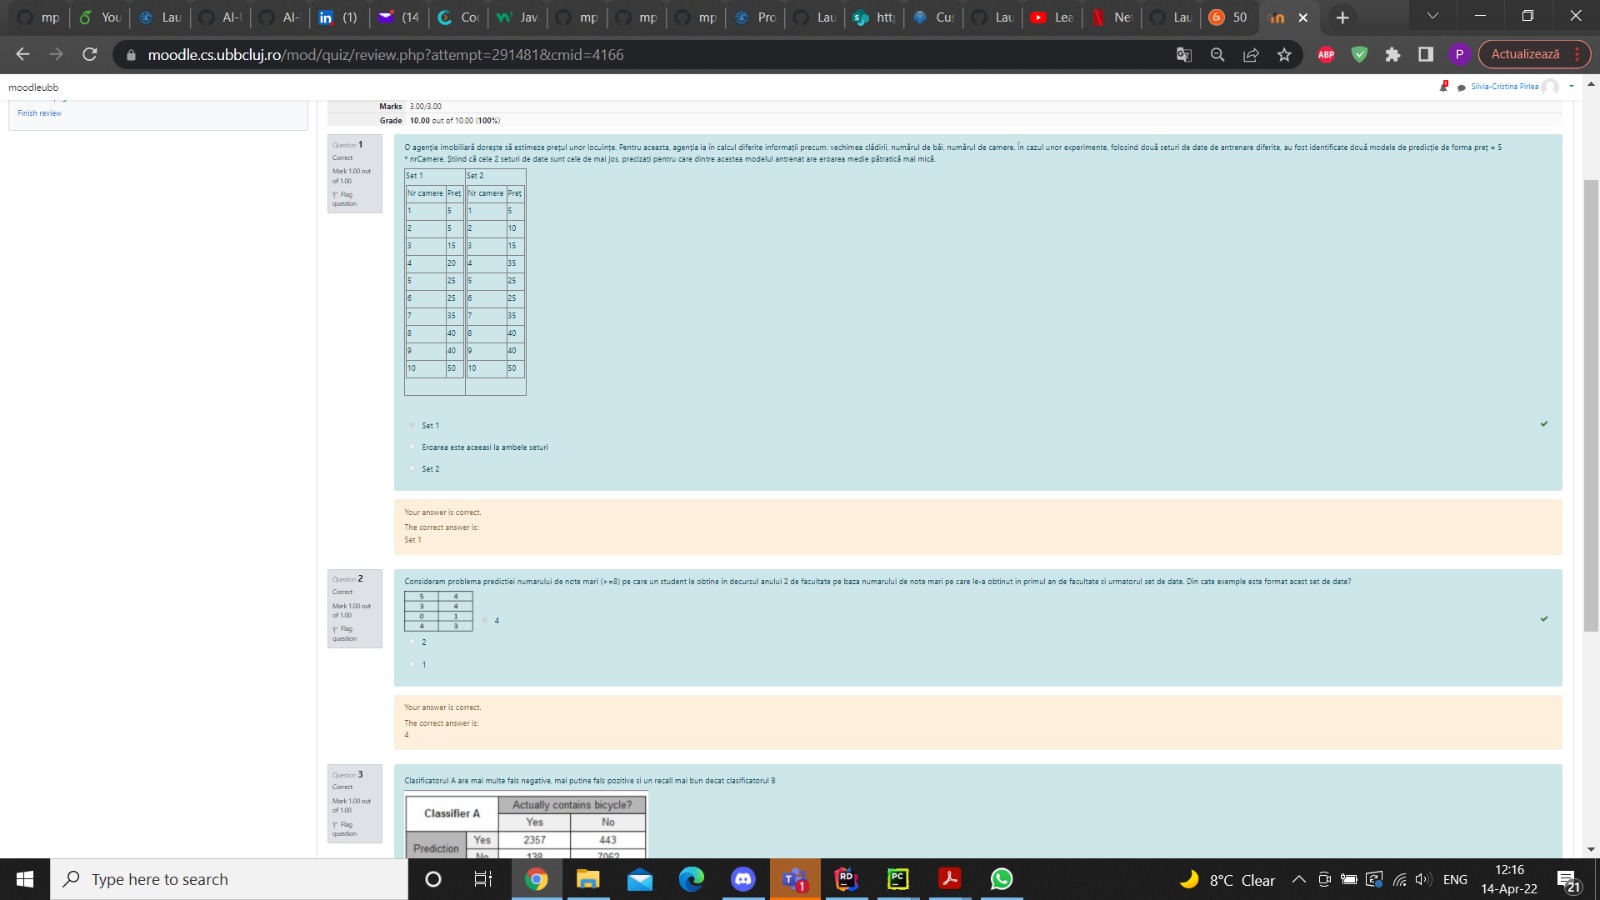 mp
You
Lau
AI-
AI-
(1)
(14
Co
Jav
mp
mp
mp
Pro
Lau
htt
Cu
Lau
Lea
Ne
Lau
50
moodle.cs.ubbcluj.ro/mod/quiz/review.php?attempt=291481&cmid=4166
ABP
P
Actualizează
moodleubb
Silvia-Cristina Pirlea
Finish review
Marks 3.00/3.00
Grade 10.00 out of 10.00 (100%)
Question 1
Correct
Mark 1.00 out
of 1.00
Flag
question
O agenție imobiliară dorește să estimeze prețul unor locuințe. Pentru aceasta, agenția ia în calcul diferite informații precum: vechimea clădirii, numărul de băi, numărul de camere. În cazul unor experimente, folosind două seturi de date de antrenare diferite, au fost identificate două modele de predicție de forma preț = 5
* nrCamere. Știind că cele 2 seturi de date sunt cele de mai jos, precizați pentru care dintre acestea modelul antrenat are eroarea medie pătratică mai mică.
Set 1 Set 2
Nr camere Preț Nr camere Preț
1 5 1 5
2 5 2 10
3 15 3 15
4 20 4 35
5 25 5 25
6 25 6 25
7 35 7 35
8 40 8 40
9 40 9 40
10 50 10 50
Set 1
Eroarea este aceeasi la ambele seturi
Set 2
Your answer is correct.
The correct answer is:
Set 1
Question 2
Correct
Mark 1.00 out
of 1.00
Flag
question
Consideram problema predictiei numarului de note mari (>=8) pe care un student le obtine in decursul anului 2 de facultate pe baza numarului de note mari pe care le-a obtinut in primul an de facultate si urmatorul set de date. Din cate exemple este format acest set de date?
5 4
3 4
0 1
4 3
4
2
1
Your answer is correct.
The correct answer is:
4
Question 3
Correct
Mark 1.00 out
of 1.00
Flag
question
Clasificatorul A are mai multe fals negative, mai putine fals pozitive si un recall mai bun decat clasificatorul B
Classifier A Actually contains bicycle?
Yes No
Prediction Yes 2357 443
No 138 7062
Type here to search
8°C Clear
ENG
12:16
14-Apr-22
21